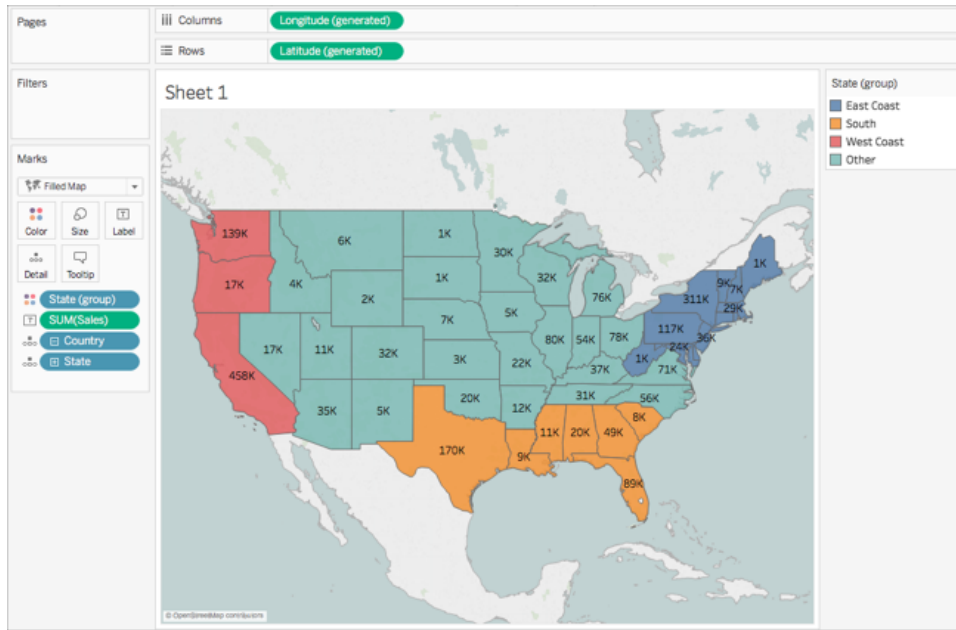 Pages
Columns
Longitude (generated)
Rows
Latitude (generated)
Filters
Marks
Filled Map
Color
Size
Label
Detail
Tooltip
State (group)
SUM(Sales)
Country
State
Sheet 1
139K
6K
1K
30K
1K
17K
4K
1K
32K
9K
7K
2K
76K
311K
29K
7K
5K
117K
36K
17K
11K
32K
80K
54K
78K
24K
3K
22K
1K
71K
458K
37K
35K
5K
20K
12K
31K
56K
8K
170K
9K
11K
20K
49K
89K
© OpenStreetMap contributors
State (group)
East Coast
South
West Coast
Other